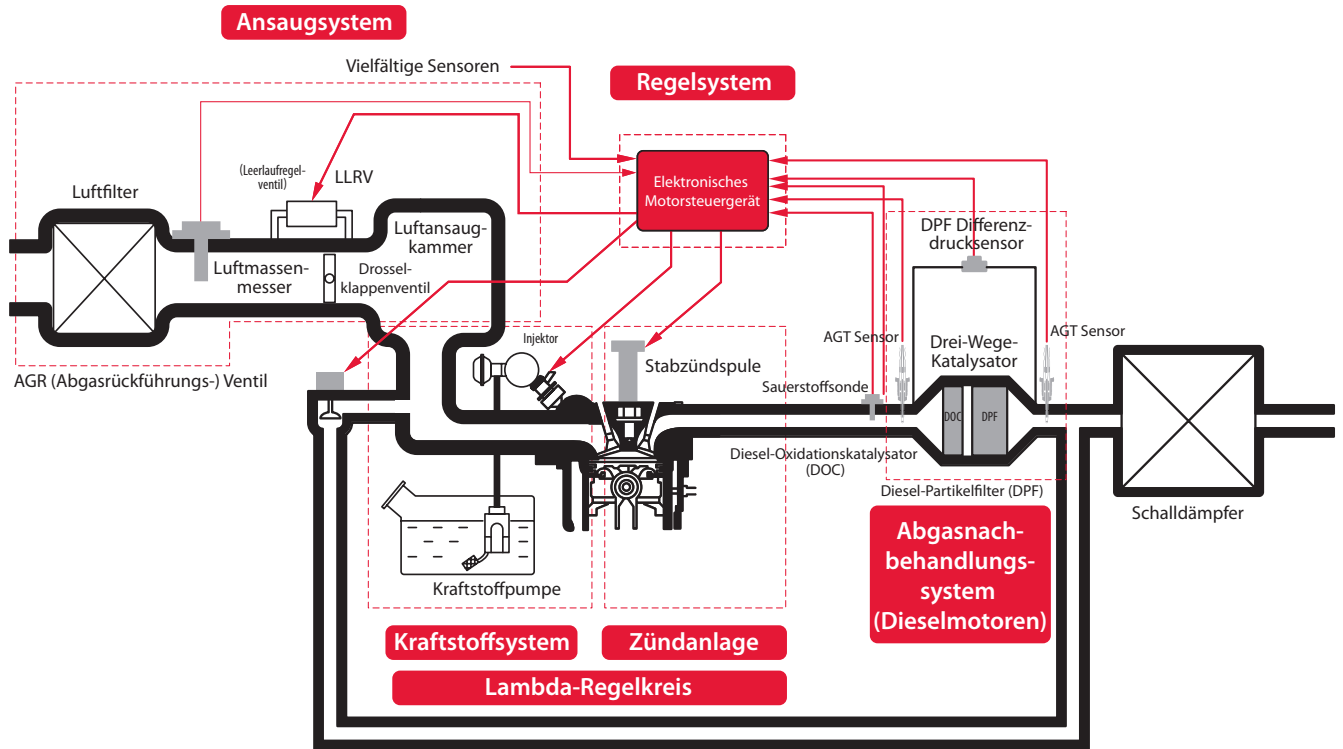 Ansaugsystem
Vielfältige Sensoren
Regelsystem
(Leerlaufregel-
ventil)
LLRV
Luftfilter
Elektronisches
Motorsteuergerät
Luftansaug-
kammer
DPF Differenz-
drucksensor
Luftmassen-
messer
Drossel-
klappenventil
Injektor
AGT Sensor
AGT Sensor
Drei-Wege-
Katalysator
Stabzündspule
AGR (Abgasrückführungs-) Ventil
Sauerstoffsonde
DOC
DPF
Diesel-Oxidationskatalysator
(DOC)
Diesel-Partikelfilter (DPF)
Schalldämpfer
Kraftstoffpumpe
Abgasnach-
behandlungs-
system
(Dieselmotoren)
Kraftstoffsystem
Zündanlage
Lambda-Regelkreis